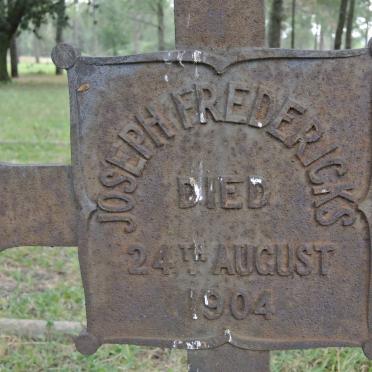 JOSEPH FREDERICKS
DIED
24TH AUGUST
1904